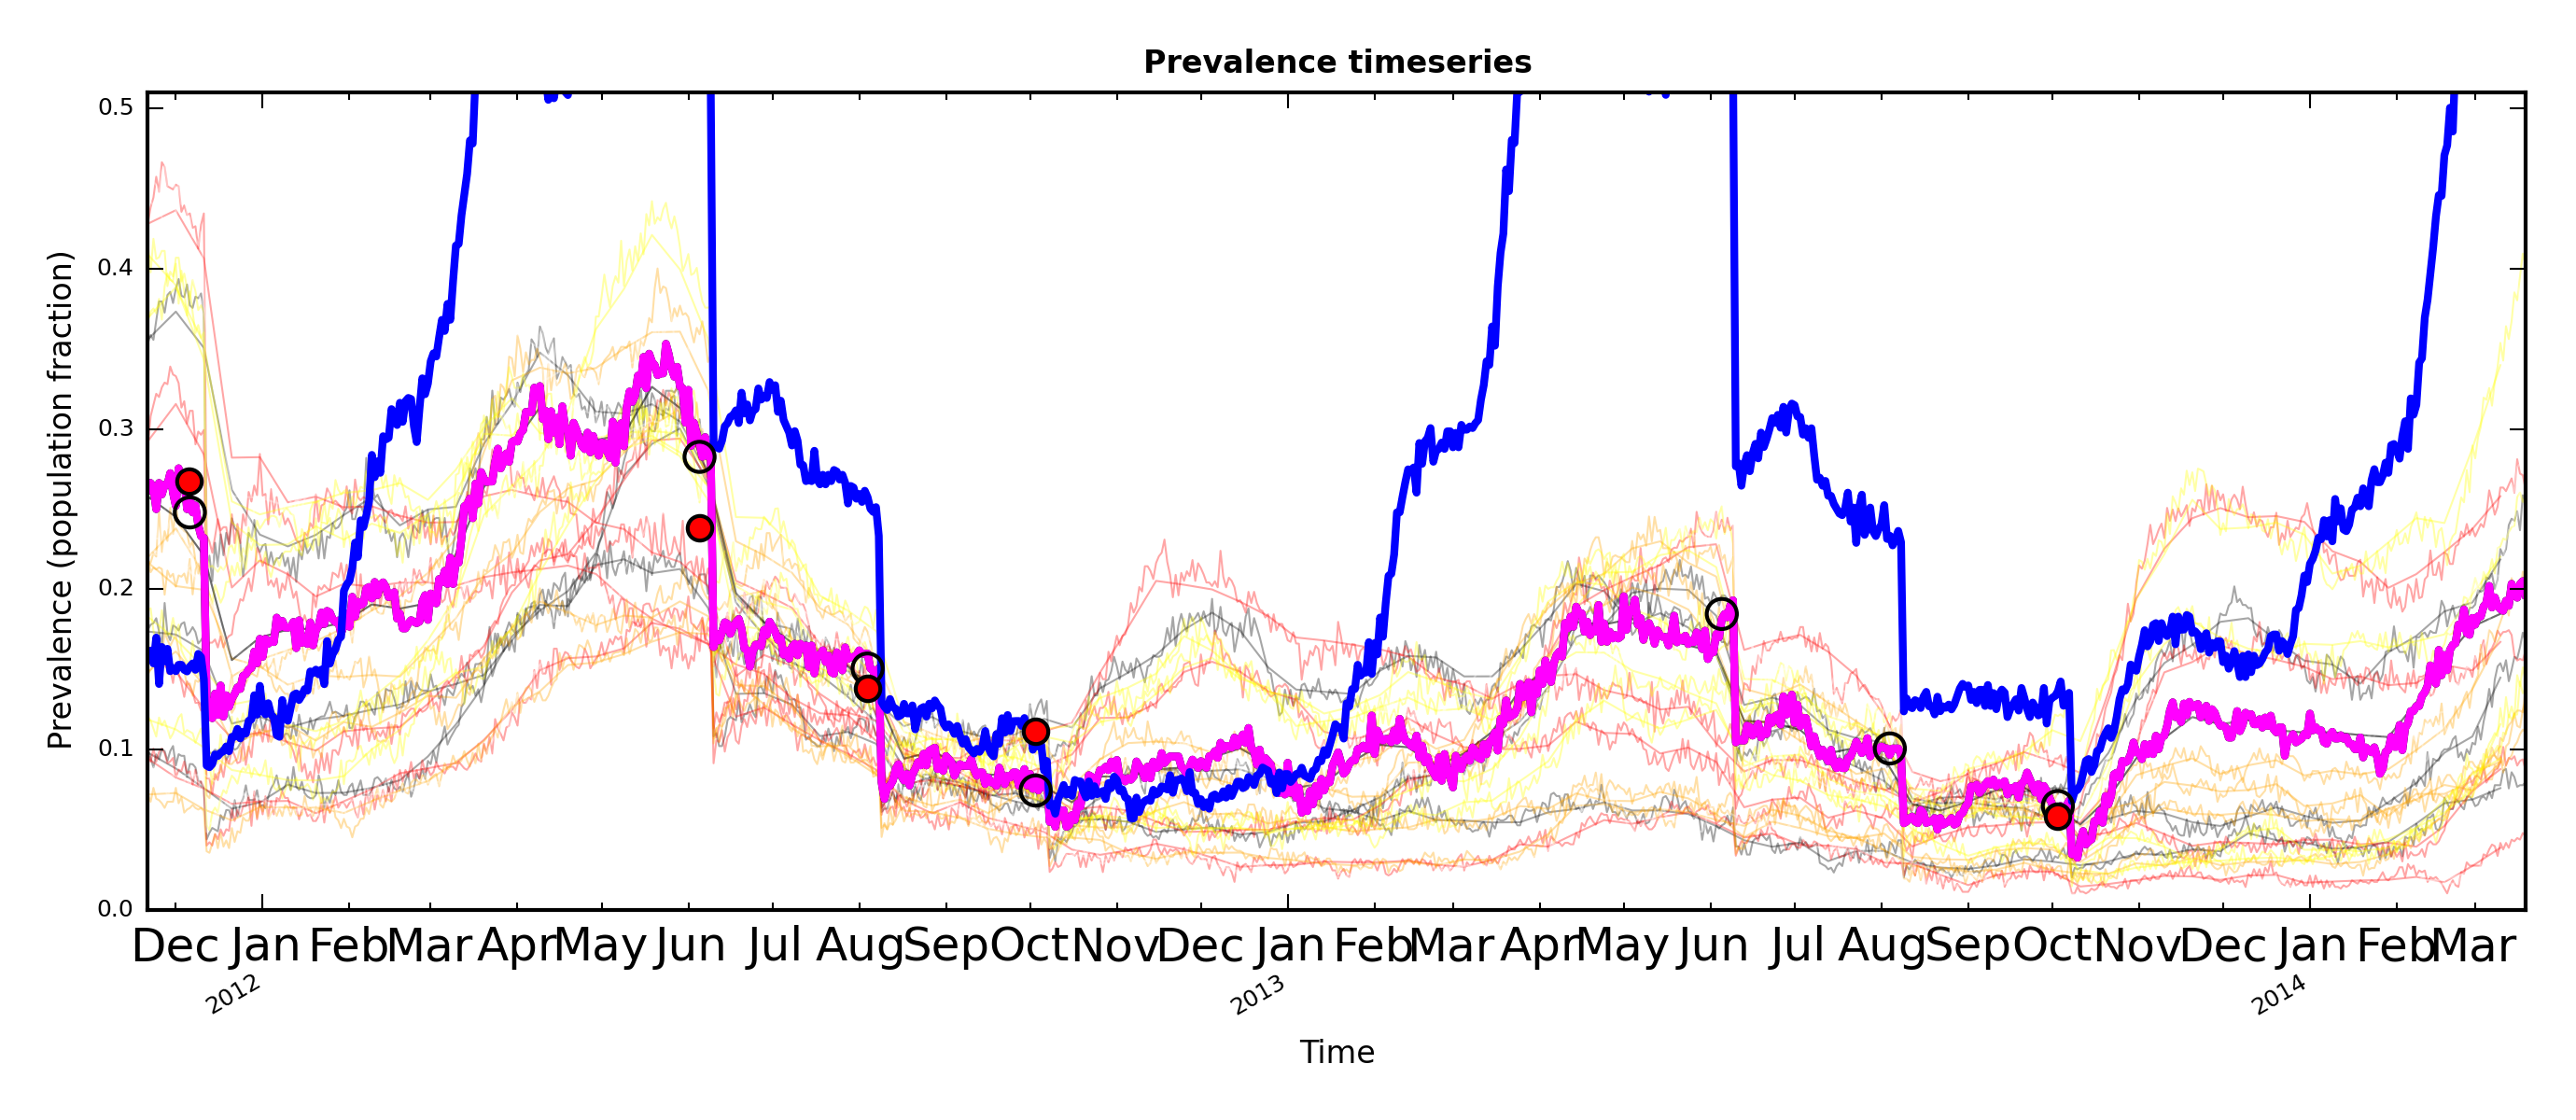 Prevalence timeseries
Prevalence (population fraction)
0.5
0.4
0.3
0.2
0.1
0.0
Dec Jan Feb Mar Apr May Jun Jul Aug Sep Oct Nov Dec Jan Feb Mar Apr May Jun Jul Aug Sep Oct Nov Dec Jan Feb Mar
2012 2013 2014
Time